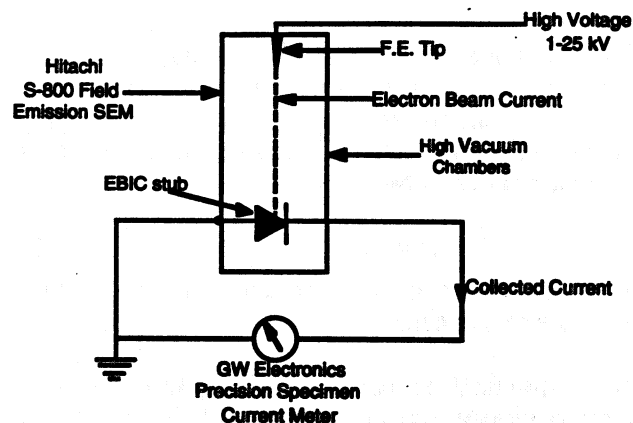 High Voltage
1-25 kV
F.E. Tip
Hitachi
S-800 Field
Emission SEM
Electron Beam Current
High Vacuum
Chambers
EBIC stub
Collected Current
GW Electronics
Precision Specimen
Current Meter